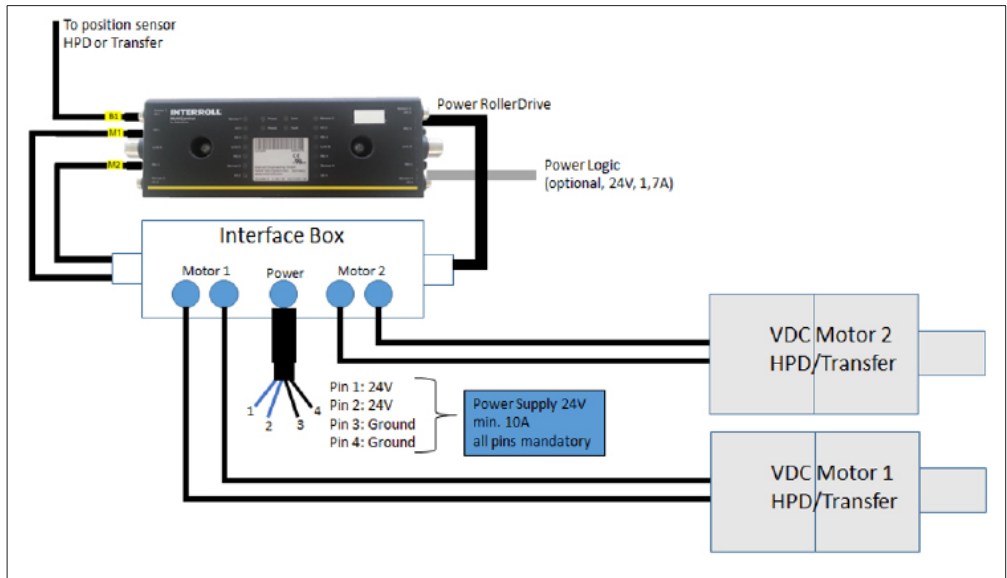 To position sensor
HPD or Transfer
B1
M1
M2
INTERROLL
Power RollerDrive
Power Logic
(optional, 24V, 1,7A)
Interface Box
Motor 1
Power
Motor 2
1
2
3
4
Pin 1: 24V
Pin 2: 24V
Pin 3: Ground
Pin 4: Ground
Power Supply 24V
min. 10A
all pins mandatory
VDC Motor 2
HPD/Transfer
VDC Motor 1
HPD/Transfer